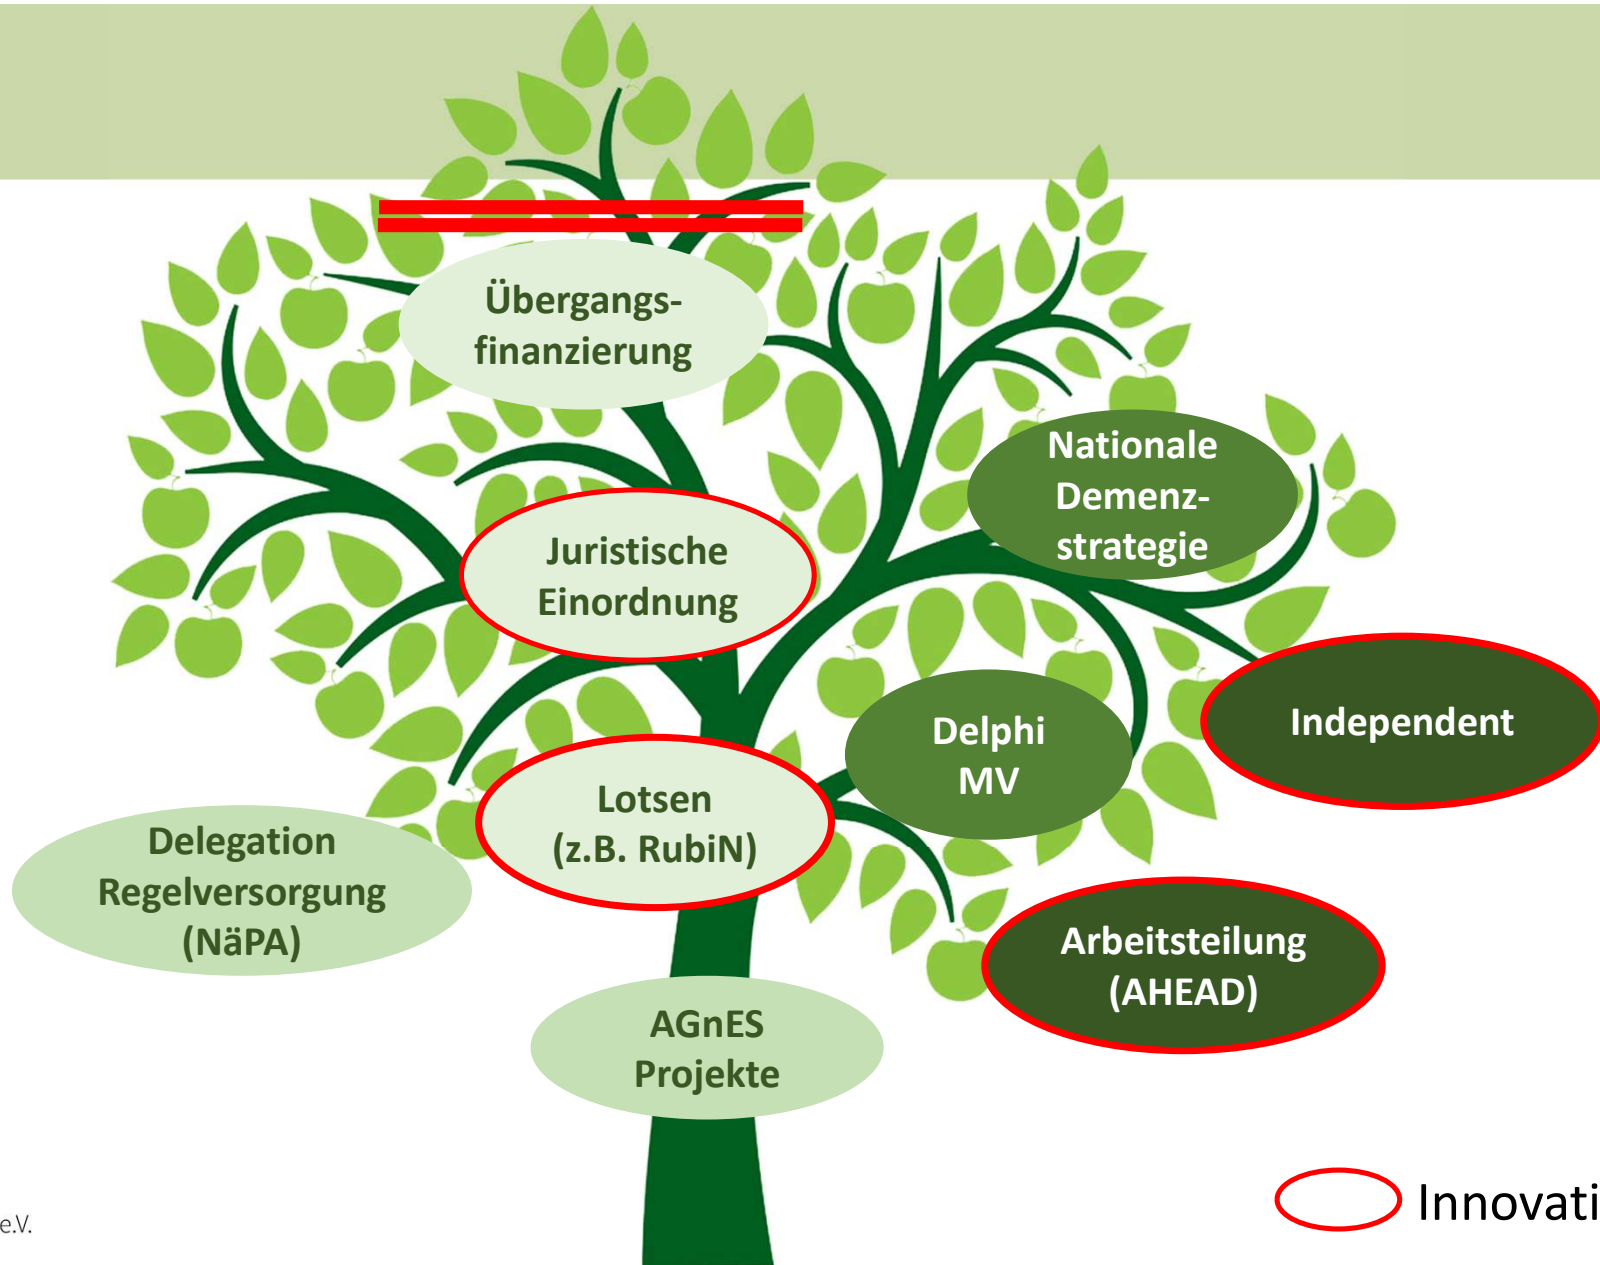 Übergangs-
finanzierung
Nationale
Demenz-
strategie
Juristische
Einordnung
Independent
Delphi
MV
Lotsen
(z.B. RubiN)
Delegation
Regelversorgung
(NäPA)
Arbeitsteilung
(AHEAD)
AGnES
Projekte
Innovati
e.V.